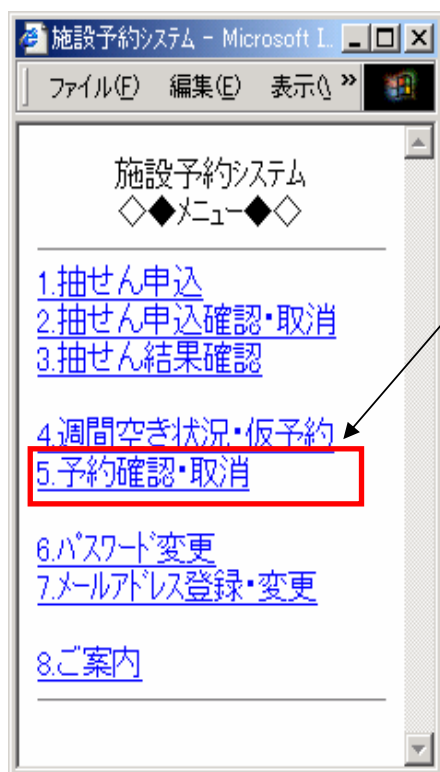 施設予約システム - Microsoft I...
ファイル(F) 編集(E) 表示(V »
施設予約システム
◇◆メニュー◆◇
1.抽せん申込
2.抽せん申込確認・取消
3.抽せん結果確認
4.週間空き状況・仮予約
5.予約確認・取消
6.パスワード変更
7.メールアドレス登録・変更
8.ご案内